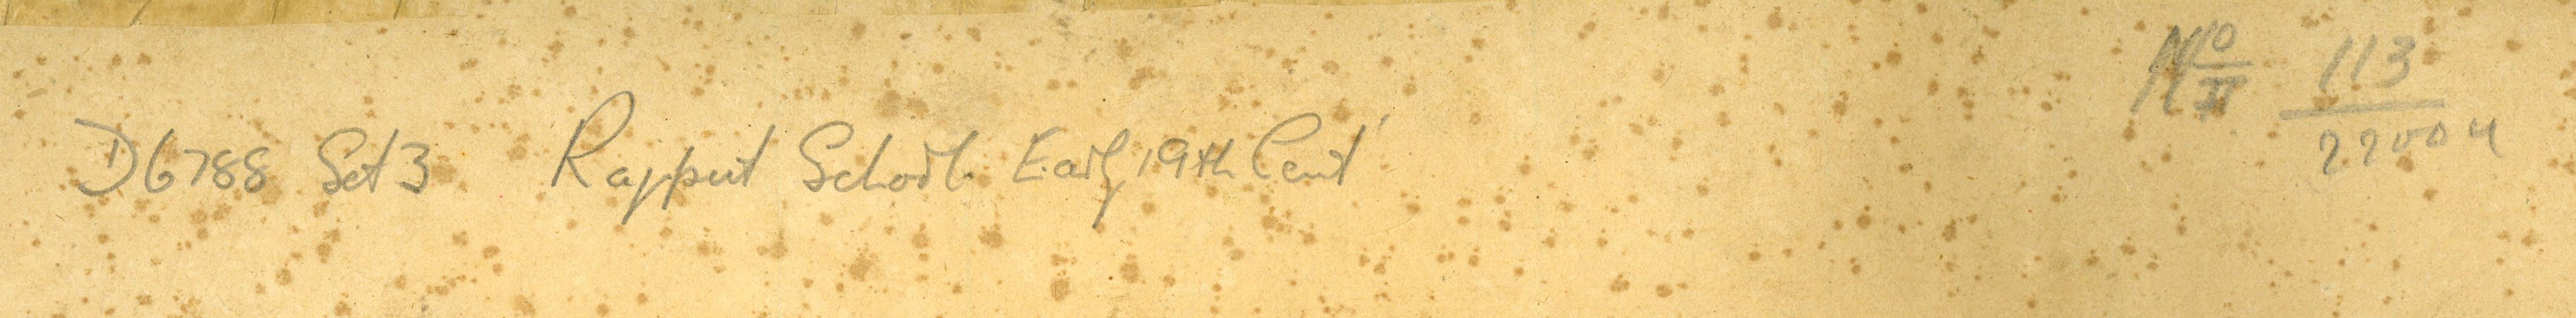 No 113
II 22004
D6788 Set 3 Rajput School Early 19th Cent'